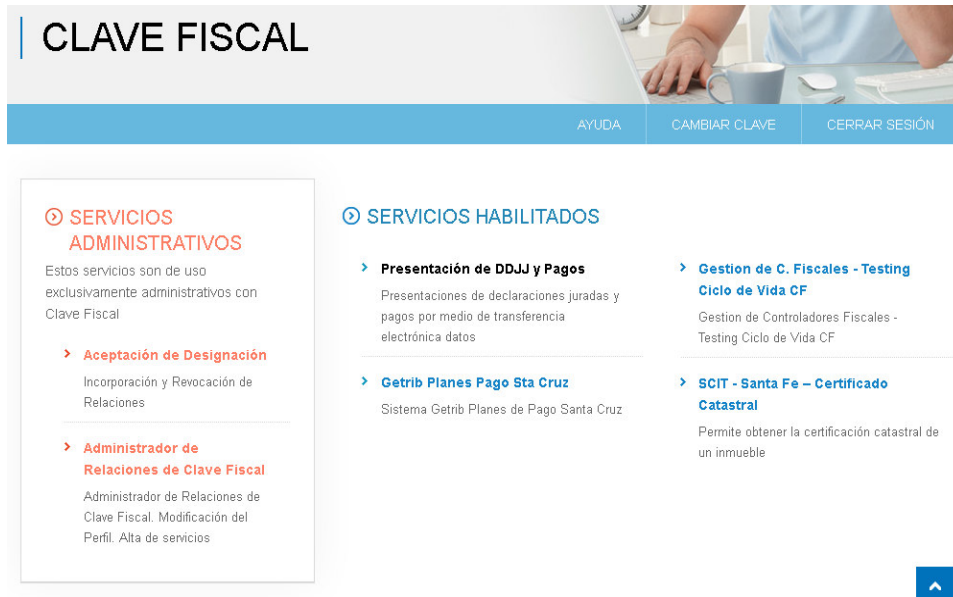 CLAVE FISCAL
AYUDA
CAMBIAR CLAVE
CERRAR SESIÓN
SERVICIOS
ADMINISTRATIVOS
Estos servicios son de uso
exclusivamente administrativos con
Clave Fiscal
Aceptación de Designación
Incorporación y Revocación de
Relaciones
Administrador de
Relaciones de Clave Fiscal
Administrador de Relaciones de
Clave Fiscal. Modificación del
Perfil. Alta de servicios
SERVICIOS HABILITADOS
Presentación de DDJJ y Pagos
Presentaciones de declaraciones juradas y
pagos por medio de transferencia
electrónica datos
Getrib Planes Pago Sta Cruz
Sistema Getrib Planes de Pago Santa Cruz
Gestion de C. Fiscales - Testing
Ciclo de Vida CF
Gestion de Controladores Fiscales -
Testing Ciclo de Vida CF
SCIT - Santa Fe – Certificado
Catastral
Permite obtener la certificación catastral de
un inmueble